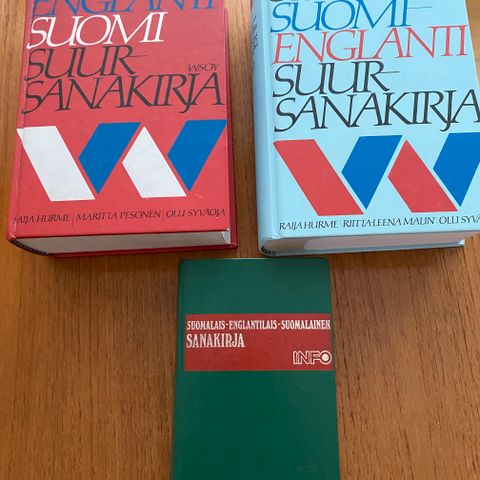 ENGLANTI
SUOMI
SUUR-
WSOY
SANAKIRJA
RAIJA HURME / MARITTA PESONEN / OLLI SYVÄOJA
SUOMI-
ENGLANTI
SUUR-
SANAKIRJA
RAIJA HURME / RIITTA-LEENA MALIN / OLLI SYVÄ
SUOMALAIS-ENGLANTILAIS-SUOMALAINEN
SANAKIRJA
INFO